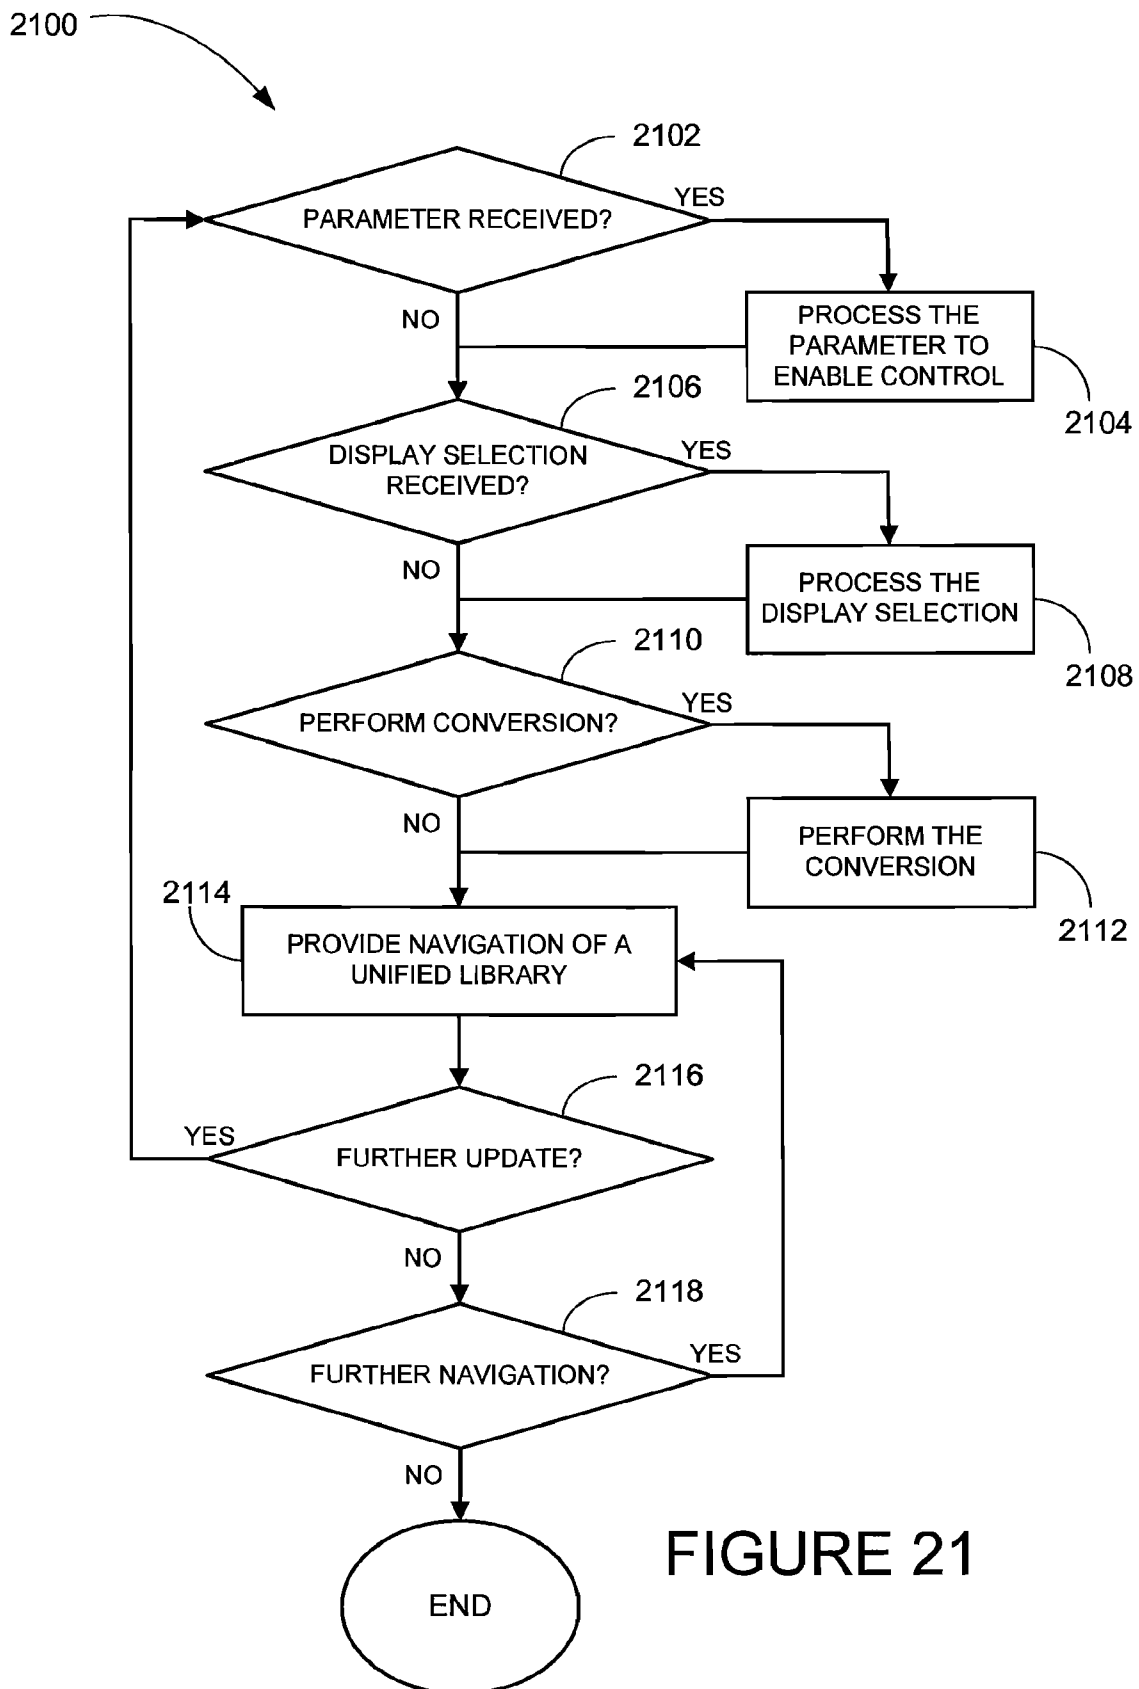 2100
2102
PARAMETER RECEIVED?
YES
NO
PROCESS THE
PARAMETER TO
ENABLE CONTROL
2104
2106
DISPLAY SELECTION
RECEIVED?
YES
NO
PROCESS THE
DISPLAY SELECTION
2108
2110
PERFORM CONVERSION?
YES
NO
PERFORM THE
CONVERSION
2112
2114
PROVIDE NAVIGATION OF A
UNIFIED LIBRARY
2116
YES
FURTHER UPDATE?
NO
2118
FURTHER NAVIGATION?
YES
NO
END
FIGURE 21